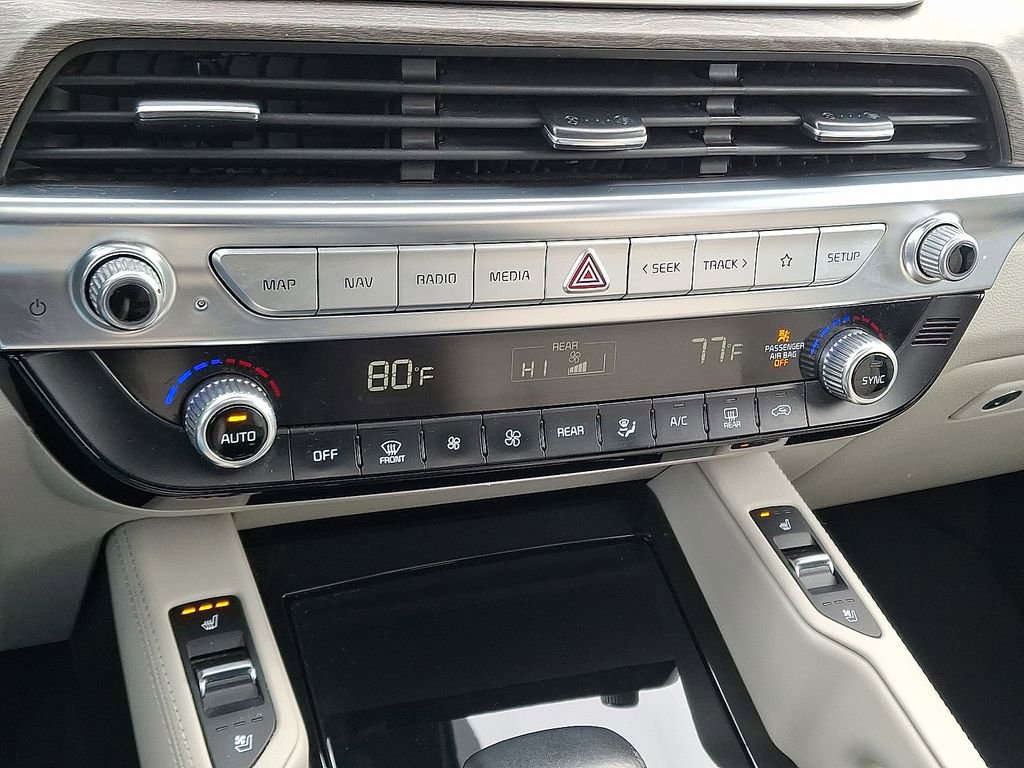 MAP
NAV
RADIO
MEDIA
< SEEK
TRACK >
SETUP
80°F
REAR
HI
77°F
PASSENGER
AIR BAG
OFF
AUTO
SYNC
OFF
FRONT
REAR
A/C
REAR